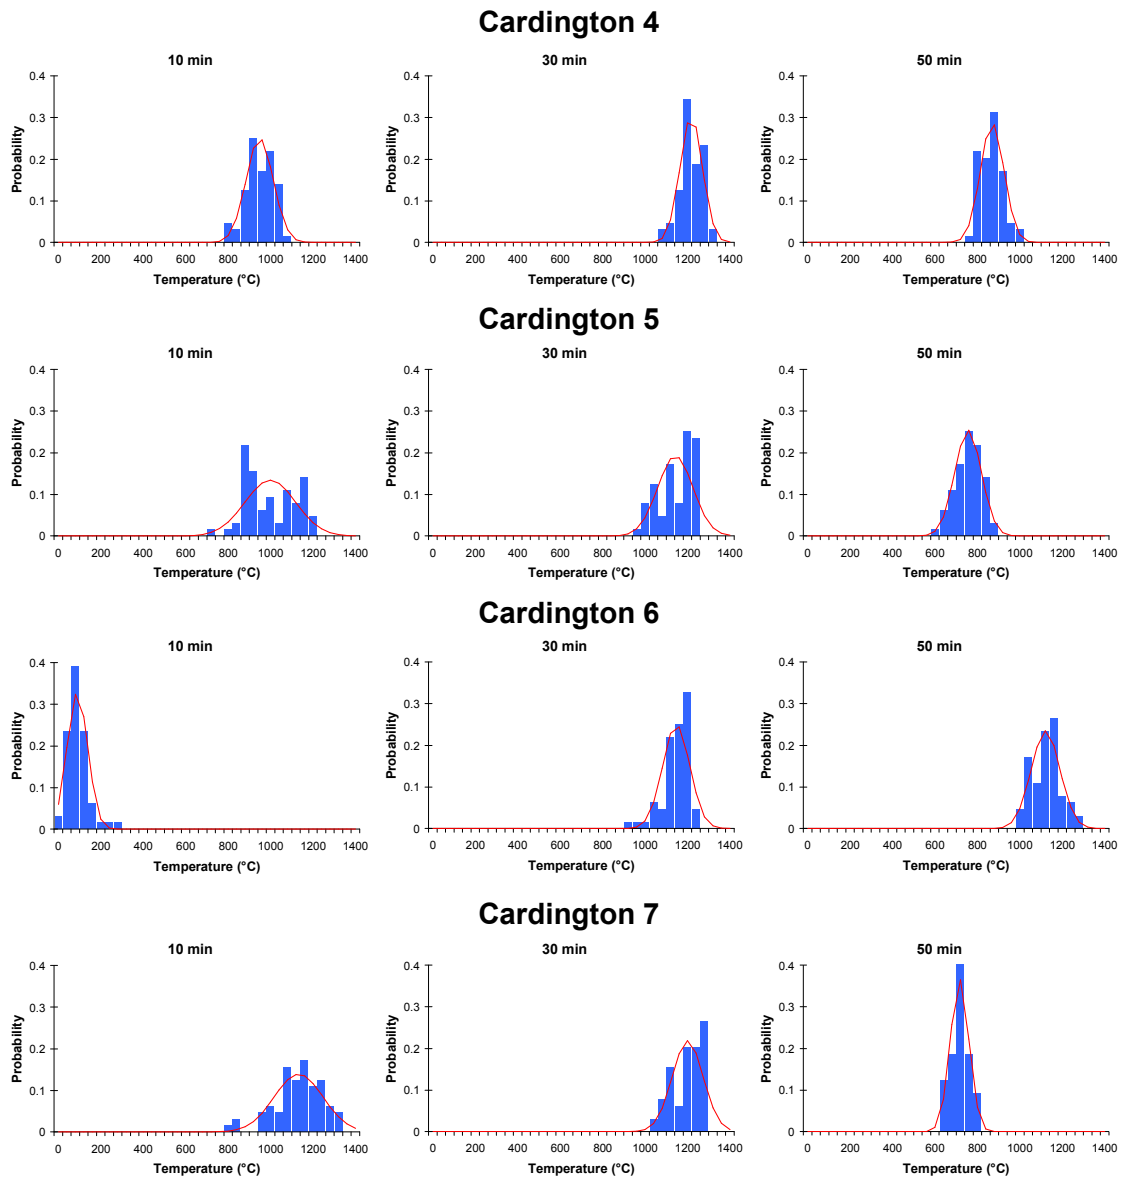 Cardington 4
10 min 30 min 50 min
Probability Probability Probability
0.4 0.4 0.4
0.3 0.3 0.3
0.2 0.2 0.2
0.1 0.1 0.1
0 0 0
0 200 400 600 800 1000 1200 1400 0 200 400 600 800 1000 1200 1400 0 200 400 600 800 1000 1200 1400
Temperature (°C) Temperature (°C) Temperature (°C)
Cardington 5
10 min 30 min 50 min
Probability Probability Probability
0.4 0.4 0.4
0.3 0.3 0.3
0.2 0.2 0.2
0.1 0.1 0.1
0 0 0
0 200 400 600 800 1000 1200 1400 0 200 400 600 800 1000 1200 1400 0 200 400 600 800 1000 1200 1400
Temperature (°C) Temperature (°C) Temperature (°C)
Cardington 6
10 min 30 min 50 min
Probability Probability Probability
0.4 0.4 0.4
0.3 0.3 0.3
0.2 0.2 0.2
0.1 0.1 0.1
0 0 0
0 200 400 600 800 1000 1200 1400 0 200 400 600 800 1000 1200 1400 0 200 400 600 800 1000 1200 1400
Temperature (°C) Temperature (°C) Temperature (°C)
Cardington 7
10 min 30 min 50 min
Probability Probability Probability
0.4 0.4 0.4
0.3 0.3 0.3
0.2 0.2 0.2
0.1 0.1 0.1
0 0 0
0 200 400 600 800 1000 1200 1400 0 200 400 600 800 1000 1200 1400 0 200 400 600 800 1000 1200 1400
Temperature (°C) Temperature (°C) Temperature (°C)